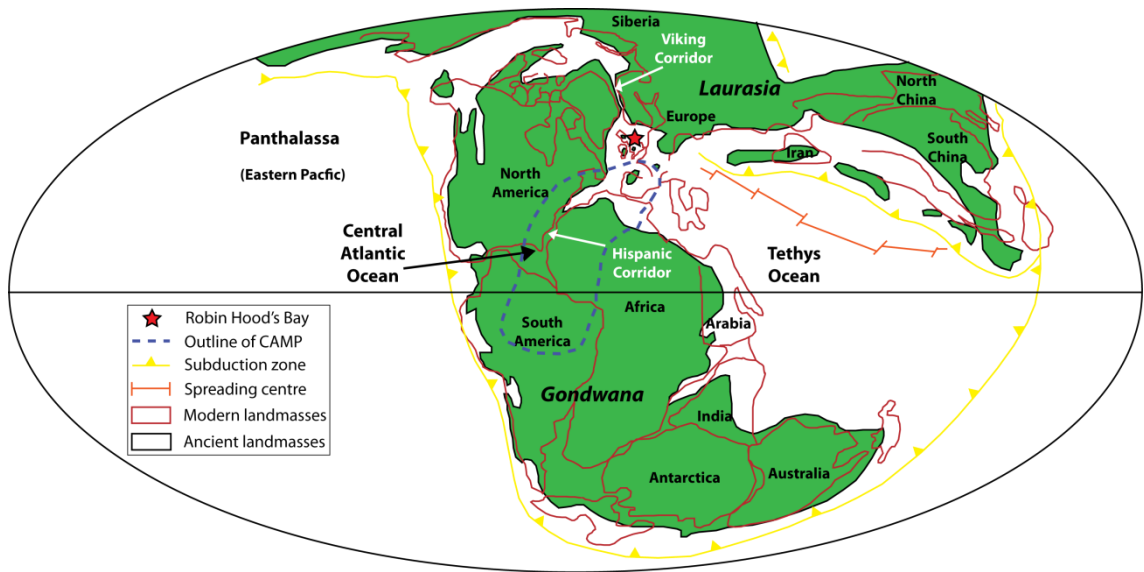 Siberia
Viking
Corridor
Laurasia
North
China
Europe
South
China
Iran
Panthalassa
(Eastern Pacfic)
North
America
Central
Atlantic
Ocean
Hispanic
Corridor
Tethys
Ocean
Africa
Arabia
South
America
Gondwana
India
Antarctica
Australia
Robin Hood's Bay
Outline of CAMP
Subduction zone
Spreading centre
Modern landmasses
Ancient landmasses